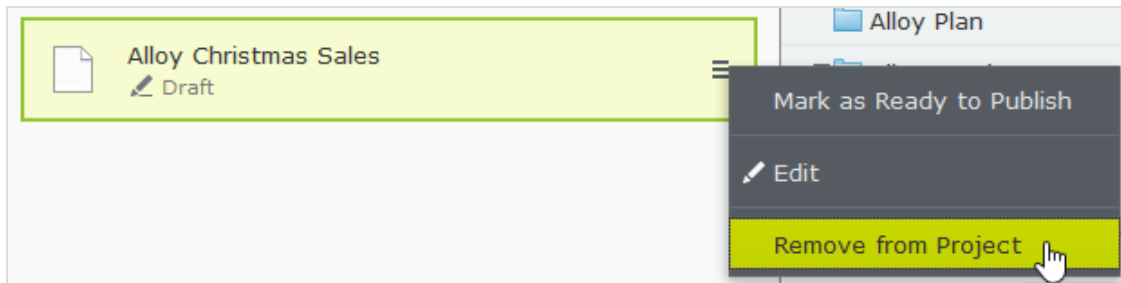 Alloy Christmas Sales
Draft
Alloy Plan
Mark as Ready to Publish
Edit
Remove from Project